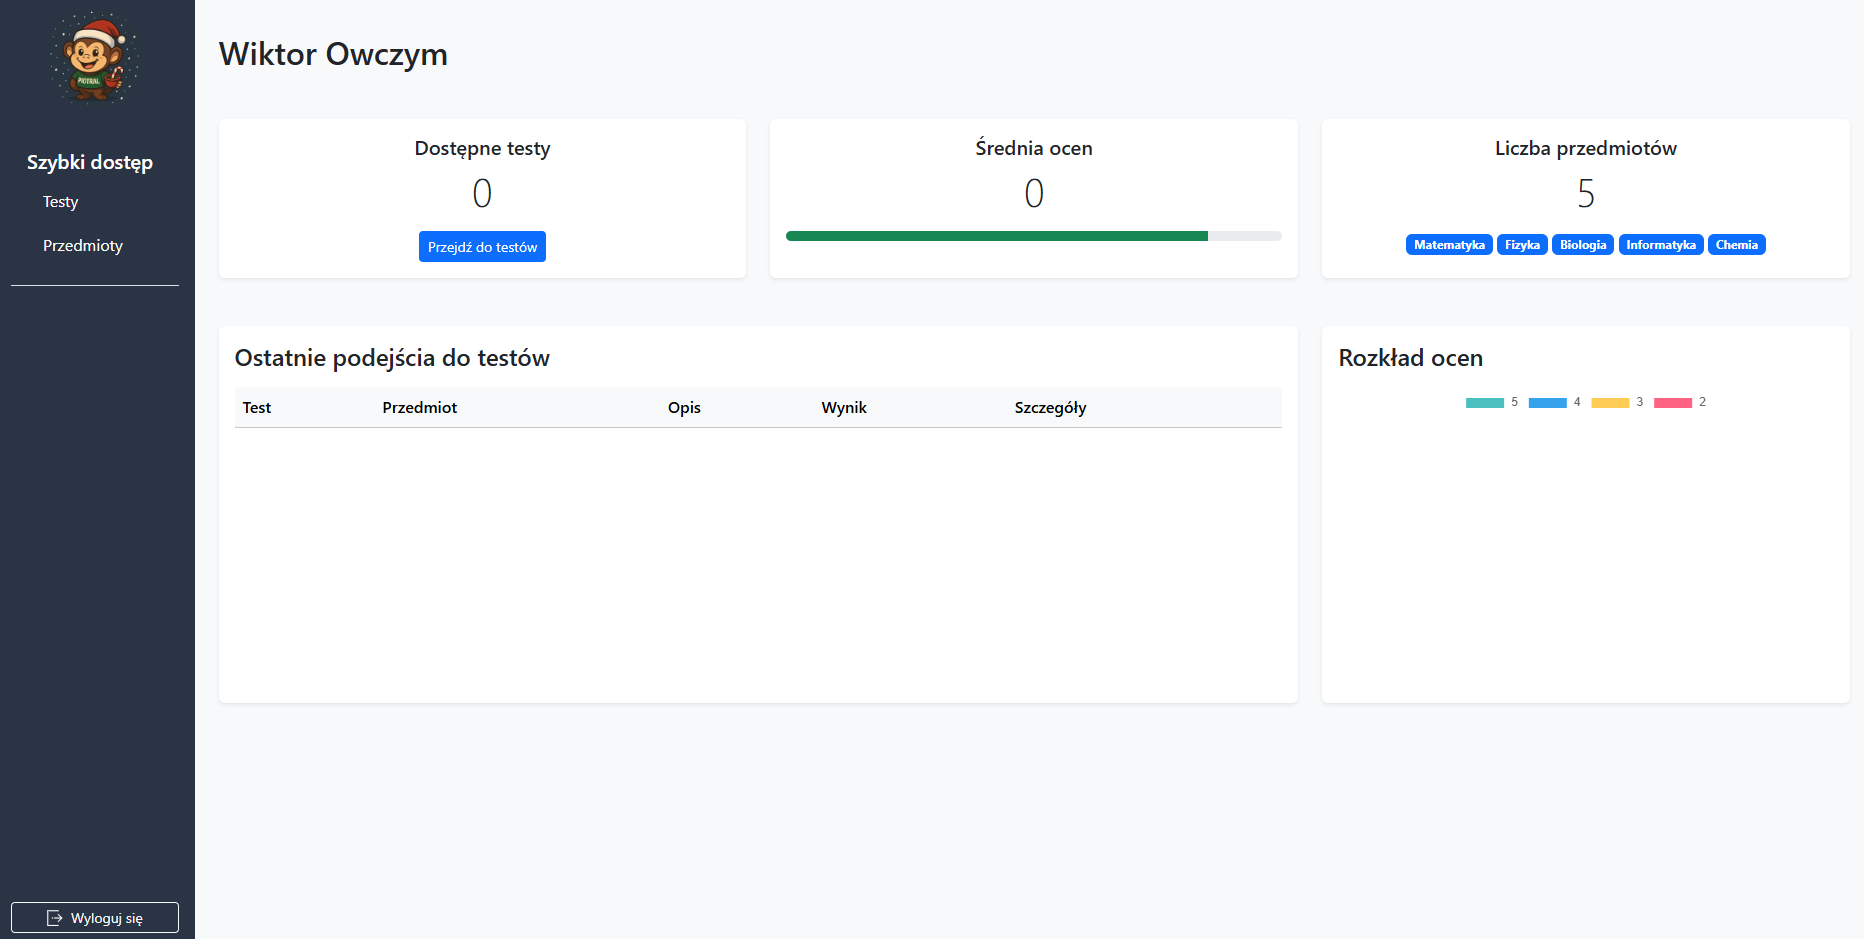 PIOTRAL
Szybki dostęp
Testy
Przedmioty
Wyloguj się
Wiktor Owczym
Dostępne testy
0
Przejdź do testów
Średnia ocen
0
Liczba przedmiotów
5
Matematyka Fizyka Biologia Informatyka Chemia
Ostatnie podejścia do testów
Test Przedmiot Opis Wynik Szczegóły
Rozkład ocen
5 4 3 2